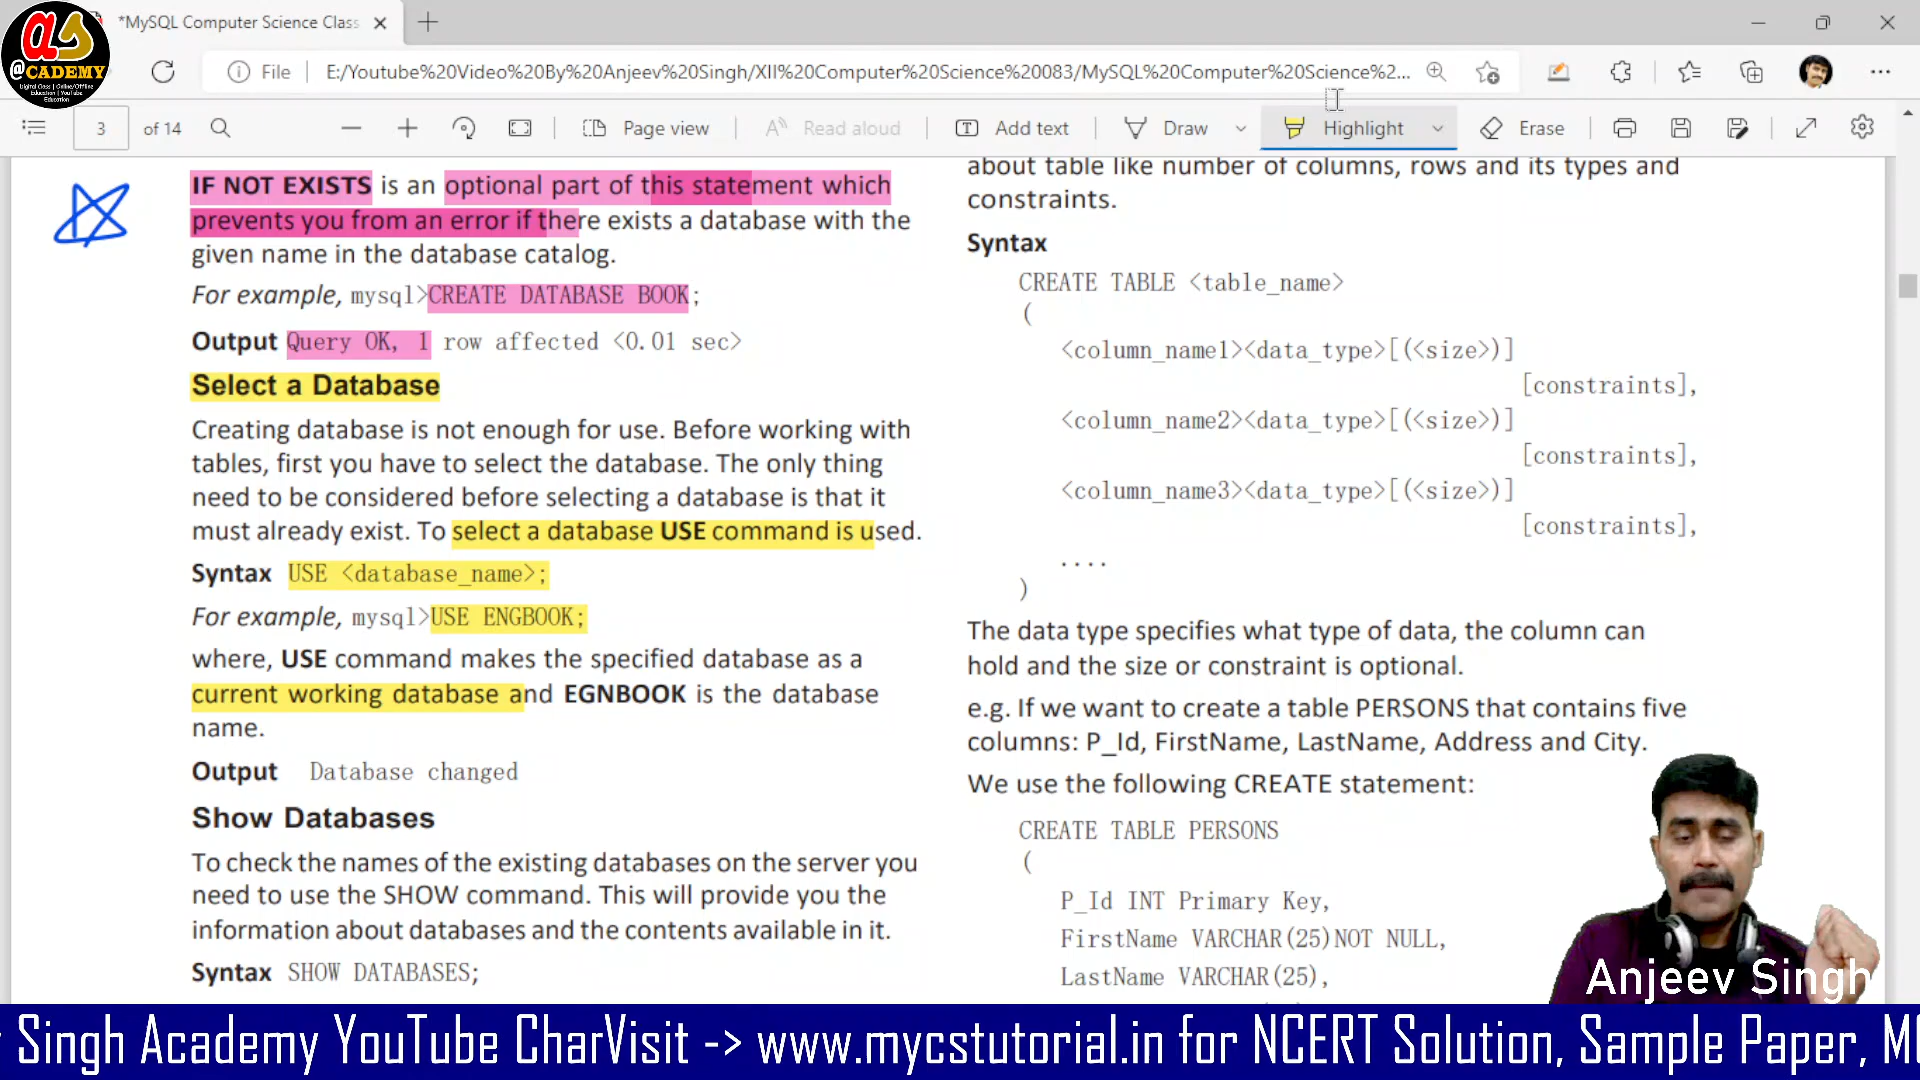 *MySQL Computer Science Class
as
@CADEMY
Digital Class | Online/Offline
Education | YouTube
Education
File
E:/Youtube%20Video%20By%20Anjeev%20Singh/XII%20Computer%20Science%20083/MySQL%20Computer%20Science%2...
3 of 14
Page view
Read aloud
Add text
Draw
Highlight
Erase
IF NOT EXISTS is an optional part of this statement which
prevents you from an error if there exists a database with the
given name in the database catalog.
For example, mysql>CREATE DATABASE BOOK;
Output Query OK, 1 row affected <0.01 sec>
Select a Database
Creating database is not enough for use. Before working with
tables, first you have to select the database. The only thing
need to be considered before selecting a database is that it
must already exist. To select a database USE command is used.
Syntax USE <database_name>;
For example, mysql>USE ENGBOOK;
where, USE command makes the specified database as a
current working database and EGNBOOK is the database
name.
Output Database changed
Show Databases
To check the names of the existing databases on the server you
need to use the SHOW command. This will provide you the
information about databases and the contents available in it.
Syntax SHOW DATABASES;
about table like number of columns, rows and its types and
constraints.
Syntax
CREATE TABLE <table_name>
(
<column_name1><data_type>[(<size>)]
[constraints],
<column_name2><data_type>[(<size>)]
[constraints],
<column_name3><data_type>[(<size>)]
[constraints],
....
)
The data type specifies what type of data, the column can
hold and the size or constraint is optional.
e.g. If we want to create a table PERSONS that contains five
columns: P_Id, FirstName, LastName, Address and City.
We use the following CREATE statement:
CREATE TABLE PERSONS
(
P_Id INT Primary Key,
FirstName VARCHAR(25)NOT NULL,
LastName VARCHAR(25),
Anjeev Singh
Singh Academy YouTube CharVisit -> www.mycstutorial.in for NCERT Solution, Sample Paper, M